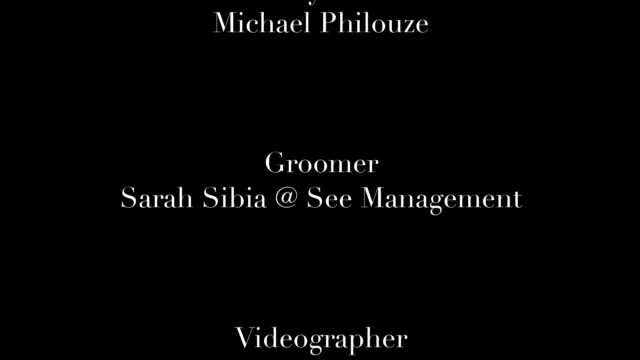 Michael Philouze
Groomer
Sarah Sibia @ See Management
Videographer